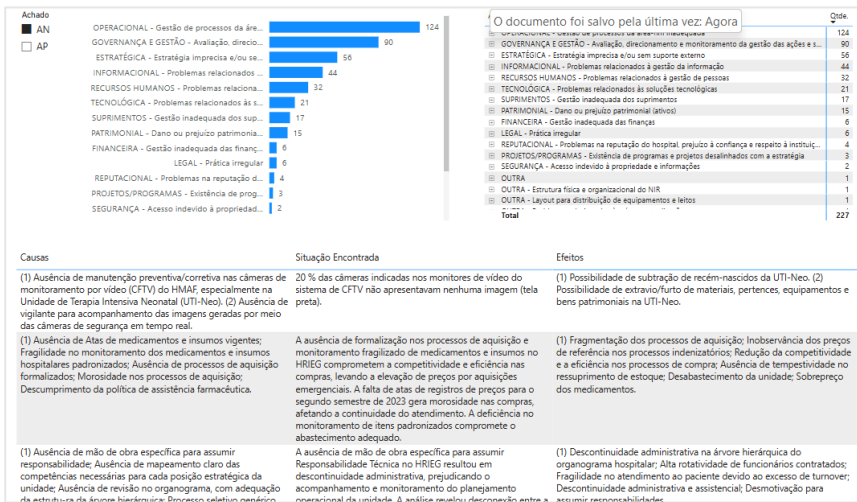 Achado
AN
AP
OPERACIONAL - Gestão de processos da áre... 124
GOVERNANÇA E GESTÃO - Avaliação, direcio... 90
ESTRATÉGICA - Estratégia imprecisa e/ou se... 56
INFORMACIONAL - Problemas relacionados ... 44
RECURSOS HUMANOS - Problemas relaciona... 32
TECNOLÓGICA - Problemas relacionados às s... 21
SUPRIMENTOS - Gestão inadequada dos sup... 17
PATRIMONIAL - Dano ou prejuízo patrimonia... 15
FINANCEIRA - Gestão inadequada das finanç... 6
LEGAL - Prática irregular 6
REPUTACIONAL - Problemas na reputação d... 4
PROJETOS/PROGRAMAS - Existência de prog... 3
SEGURANÇA - Acesso indevido à propriedad... 2
O documento foi salvo pela última vez: Agora
Qtde.
OPERACIONAL - Gestão de processos da área-fim inadequada 124
GOVERNANÇA E GESTÃO - Avaliação, direcionamento e monitoramento da gestão das ações e s... 90
ESTRATÉGICA - Estratégia imprecisa e/ou sem suporte externo 56
INFORMACIONAL - Problemas relacionados à gestão da informação 44
RECURSOS HUMANOS - Problemas relacionados à gestão de pessoas 32
TECNOLÓGICA - Problemas relacionados às soluções tecnológicas 21
SUPRIMENTOS - Gestão inadequada dos suprimentos 17
PATRIMONIAL - Dano ou prejuízo patrimonial (ativos) 15
FINANCEIRA - Gestão inadequada das finanças 6
LEGAL - Prática irregular 6
REPUTACIONAL - Problemas na reputação do hospital, prejuízo à confiança e respeito à instituiç... 4
PROJETOS/PROGRAMAS - Existência de programas e projetos desalinhados com a estratégia 3
SEGURANÇA - Acesso indevido à propriedade e informações 2
OUTRA 1
OUTRA - Estrutura física e organizacional do NIR 1
OUTRA - Layout para distribuição de equipamentos e leitos 1
Total 227
Causas
(1) Ausência de manutenção preventiva/corretiva nas câmeras de
monitoramento por vídeo (CFTV) do HMAF, especialmente na
Unidade de Terapia Intensiva Neonatal (UTI-Neo). (2) Ausência de
vigilante para acompanhamento das imagens geradas por meio
das câmeras de segurança em tempo real.
Situação Encontrada
20 % das câmeras indicadas nos monitores de vídeo do
sistema de CFTV não apresentavam nenhuma imagem (tela
preta).
Efeitos
(1) Possibilidade de subtração de recém-nascidos da UTI-Neo. (2)
Possibilidade de extravio/furto de materiais, pertences, equipamentos e
bens patrimoniais na UTI-Neo.
(1) Ausência de Atas de medicamentos e insumos vigentes;
Fragilidade no monitoramento dos medicamentos e insumos
hospitalares padronizados; Ausência de processos de aquisição
formalizados; Morosidade nos processos de aquisição;
Descumprimento da política de assistência farmacêutica.
A ausência de formalização nos processos de aquisição e
monitoramento fragilizado de medicamentos e insumos no
HRIEG comprometem a competitividade e eficiência nas
compras, levando a elevação de preços por aquisições
emergenciais. A falta de atas de registros de preços para o
segundo semestre de 2023 gera morosidade nas compras,
afetando a continuidade do atendimento. A deficiência no
monitoramento de itens padronizados compromete o
abastecimento adequado.
(1) Fragmentação dos processos de aquisição; Inobservância dos preços
de referência nos processos indenizatórios; Redução da competitividade
e a eficiência nos processos de compra; Ausência de tempestividade no
ressuprimento de estoque; Desabastecimento da unidade; Sobrepreço
dos medicamentos.
(1) Ausência de mão de obra específica para assumir
responsabilidade; Ausência de mapeamento claro das
competências necessárias para cada posição estratégica da
unidade; Ausência de revisão no organograma, com adequação
da estrutu-ra da árvore hierárquica; Processo seletivo genérico
A ausência de mão de obra específica para assumir
Responsabilidade Técnica no HRIEG resultou em
descontinuidade administrativa, prejudicando o
acompanhamento e monitoramento do planejamento
operacional da unidade. A análise revelou desconexão entre a
(1) Descontinuidade administrativa na árvore hierárquica do
organograma hospitalar; Alta rotatividade de funcionários contratados;
Fragilidade no atendimento ao paciente devido ao excesso de turnover;
Descontinuidade administrativa e assistencial; Desmotivação para
assumir responsabilidades